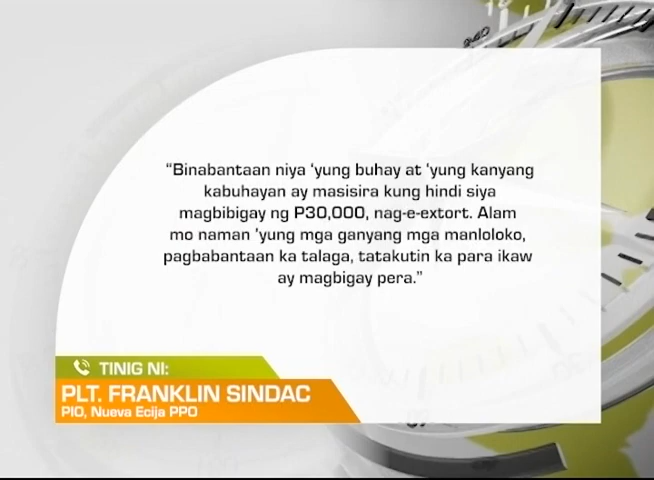 “Binabantaan niya ‘yung buhay at ‘yung kanyang
kabuhayan ay masisira kung hindi siya
magbibigay ng P30,000, nag-e-extort. Alam
mo naman ‘yung mga ganyang mga manloloko,
pagbabantaan ka talaga, tatakutin ka para ikaw
ay magbigay pera.”
TINIG NI:
PLT. FRANKLIN SINDAC
PIO, Nueva Ecija PPO